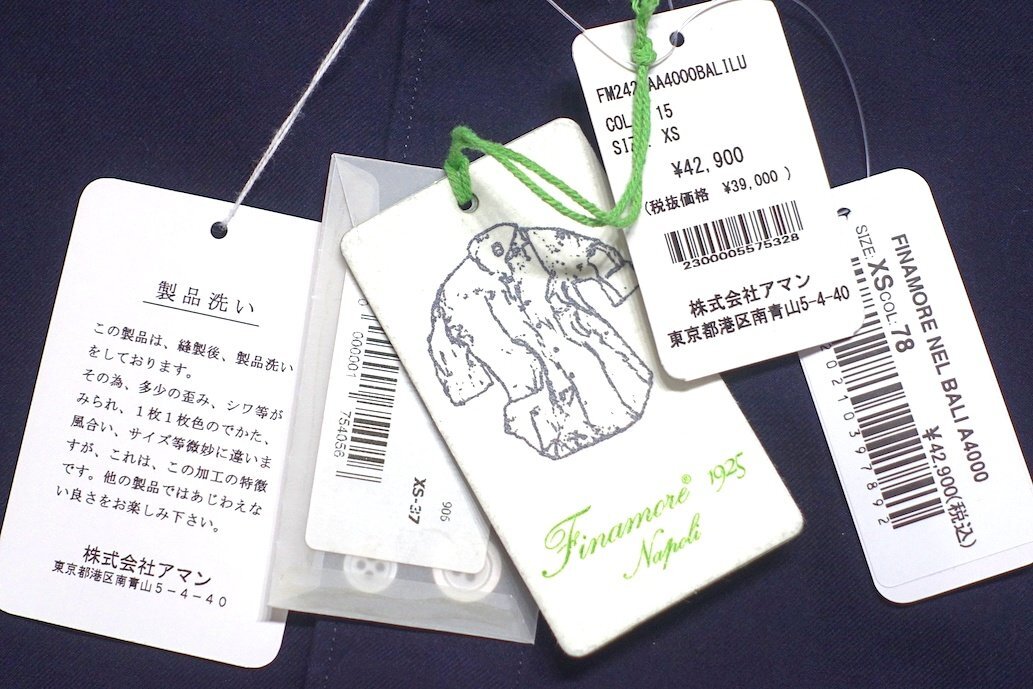 製品洗い
この製品は、縫製後、製品洗い
をしております。
その為、多少の歪み、シワ等が
みられ、1枚1枚色のでかた、
風合い、サイズ等微妙に違いま
すが、これは、この加工の特徴
です。他の製品ではあじわえな
い良さをお楽しみ下さい。
株式会社アマン
東京都港区南青山5-4-40
000001
754056
906
XS-37
Finamore® 1925
Napoli
AA4000BALILU
COL 15
XS
¥42,900
(税抜価格 ¥39,000 )
2300005575328
株式会社アマン
東京都港区南青山5-4-40
FINAMORE NEL BALI A4000
SIZE: XS COL: 78
¥42,900(税込)